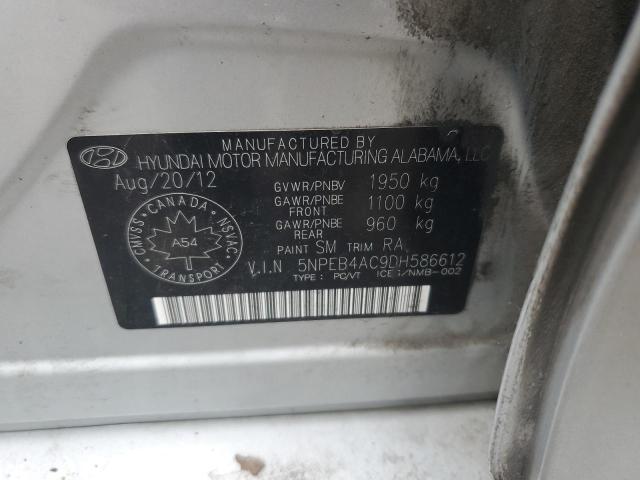 MANUFACTURED BY
HYUNDAI MOTOR MANUFACTURING ALABAMA, LLC
Aug/20/12
GVWR/PNBV 1950 kg
GAWR/PNBE FRONT 1100 kg
GAWR/PNBE REAR 960 kg
PAINT SM TRIM RA
V.I.N 5NPEB4AC9DH586612
TYPE: PC/VT ICE 1/NMB-002
CANADA
CMVSS
NSVAC
A54
TRANSPORT